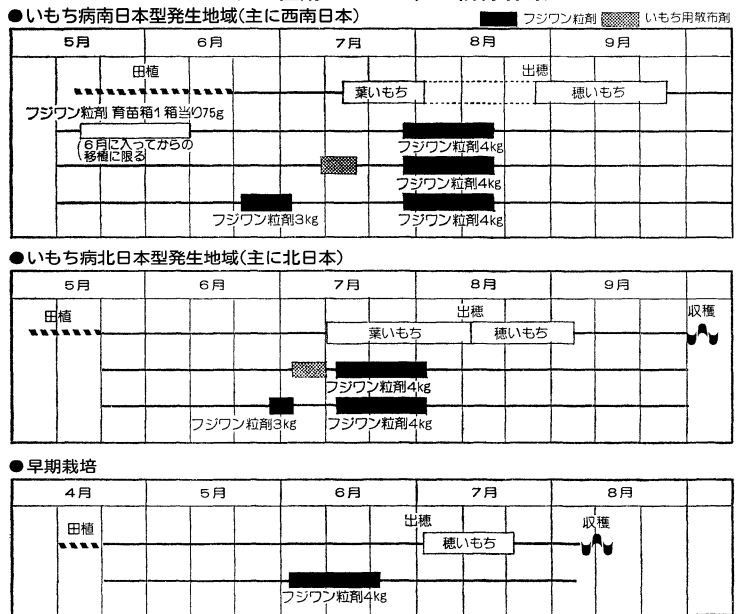 ●いもち病南日本型発生地域(主に西南日本)
フジワン粒剤 いもち用散布剤
5月 6月 7月 8月 9月
田植 出穂
葉いもち 穂いもち
フジワン粒剤 育苗箱1箱当り75g
(6月に入ってからの
移植に限る
フジワン粒剤4kg
フジワン粒剤4kg
フジワン粒剤3kg フジワン粒剤4kg
●いもち病北日本型発生地域(主に北日本)
5月 6月 7月 8月 9月
田植 出穂 収穫
葉いもち 穂いもち
フジワン粒剤4kg
フジワン粒剤3kg フジワン粒剤4kg
●早期栽培
4月 5月 6月 7月 8月
田植 出穂 収穫
穂いもち
フジワン粒剤4kg